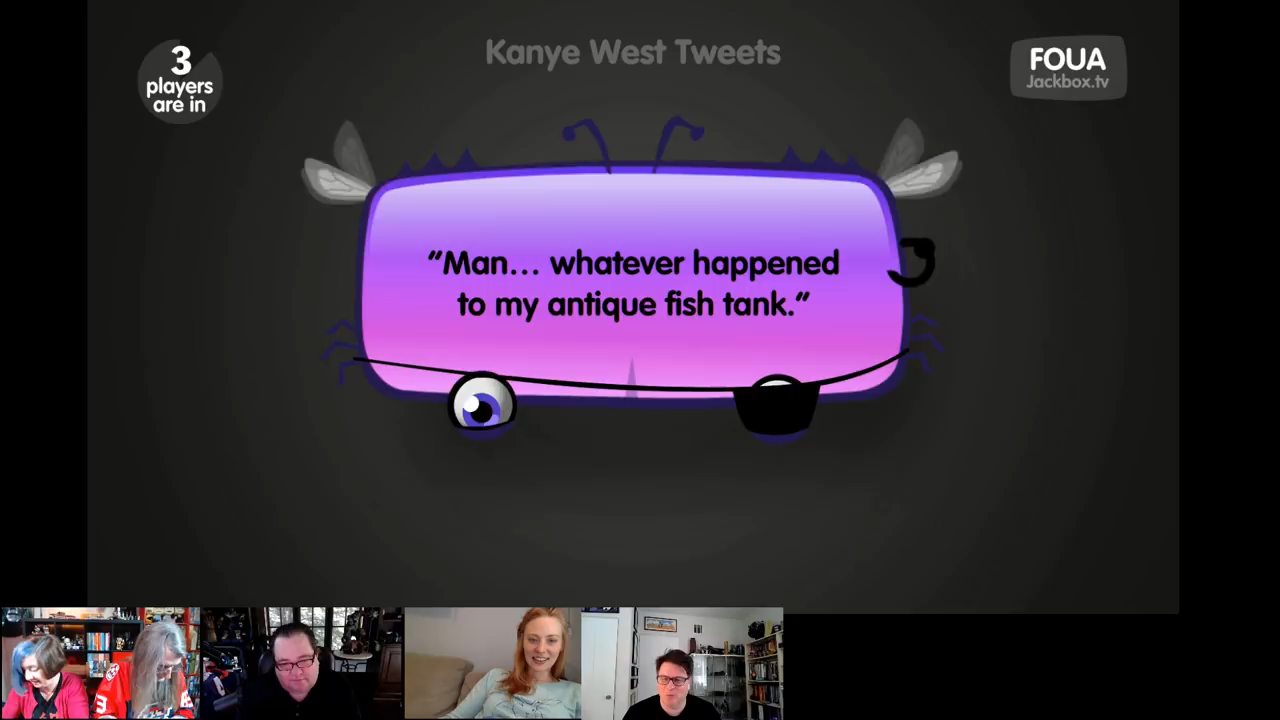 3
players
are in
Kanye West Tweets
FOUA
Jackbox.tv
“Man... whatever happened
to my antique fish tank.”